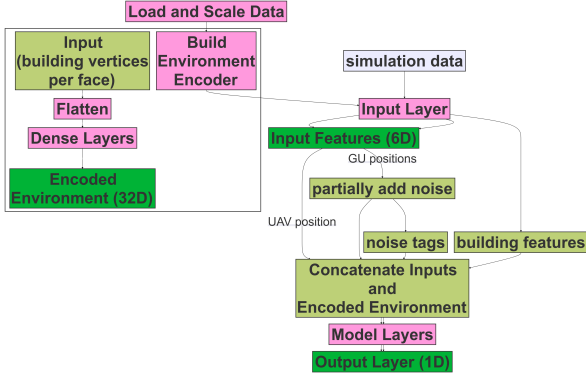 Load and Scale Data
Input
(building vertices
per face)
Build
Environment
Encoder
simulation data
Flatten
Input Layer
Dense Layers
Input Features (6D)
GU positions
Encoded
Environment (32D)
partially add noise
UAV position
noise tags
building features
Concatenate Inputs
and
Encoded Environment
Model Layers
Output Layer (1D)